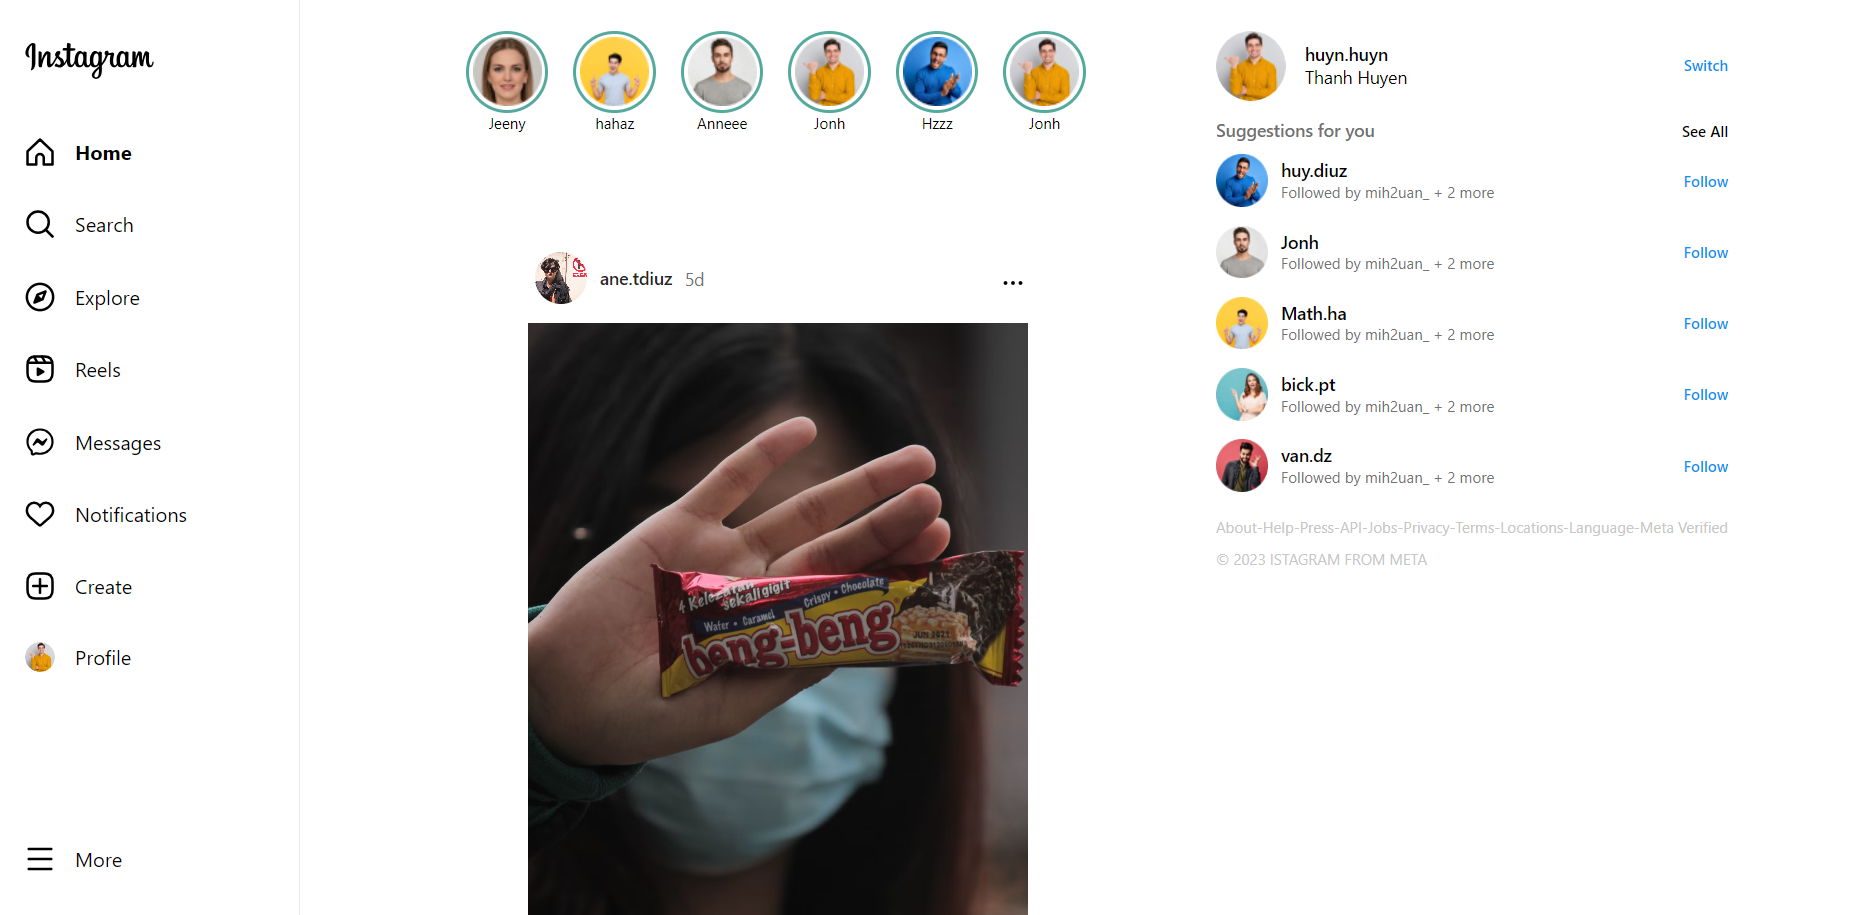 Instagram
Home
Search
Explore
Reels
Messages
Notifications
Create
Profile
More
Jeeny
hahaz
Anneee
Jonh
Hzzz
Jonh
ane.tdiuz 5d
4 Kelezatan
sekali gigit
Wafer • Caramel Crispy • Chocolate
beng-beng
JUN 2021
huyn.huyn
Thanh Huyen
Switch
Suggestions for you
See All
huy.diuz
Followed by mih2uan_ + 2 more
Follow
Jonh
Followed by mih2uan_ + 2 more
Follow
Math.ha
Followed by mih2uan_ + 2 more
Follow
bick.pt
Followed by mih2uan_ + 2 more
Follow
van.dz
Followed by mih2uan_ + 2 more
Follow
About-Help-Press-API-Jobs-Privacy-Terms-Locations-Language-Meta Verified
© 2023 ISTAGRAM FROM META